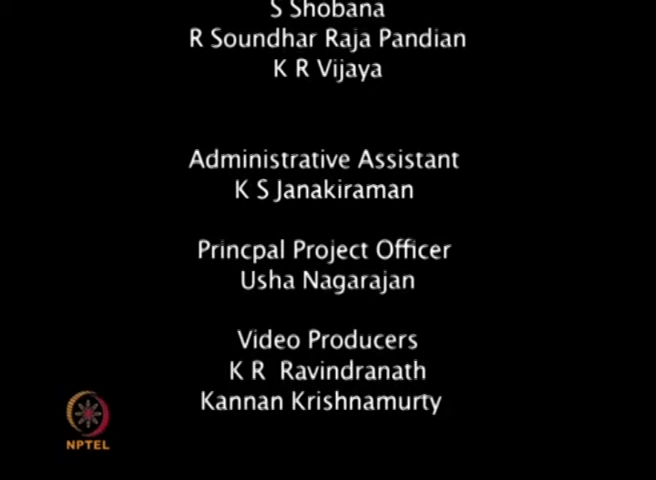 S Shobana
R Soundhar Raja Pandian
K R Vijaya
Administrative Assistant
K S Janakiraman
Princpal Project Officer
Usha Nagarajan
Video Producers
K R Ravindranath
Kannan Krishnamurty
NPTEL